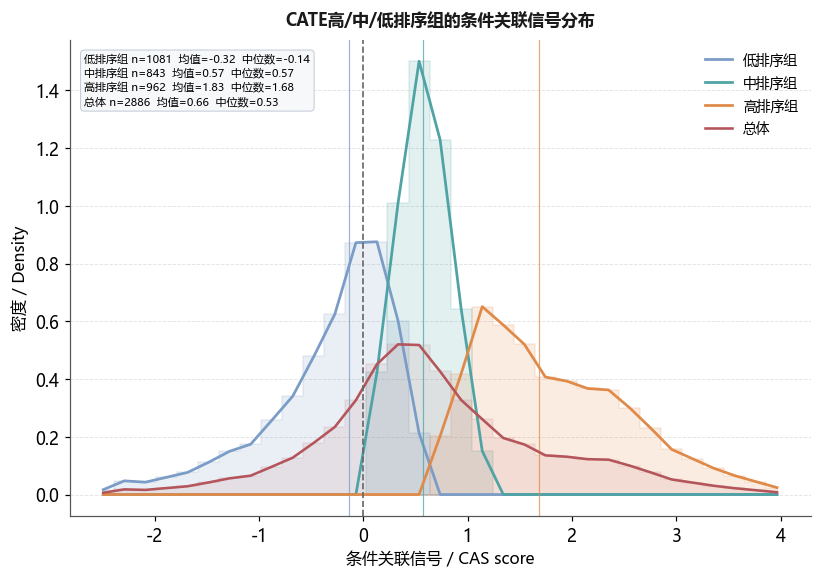 CATE高/中/低排序组的条件关联信号分布
低排序组 n=1081 均值=-0.32 中位数=-0.14
中排序组 n=843 均值=0.57 中位数=0.57
高排序组 n=962 均值=1.83 中位数=1.68
总体 n=2886 均值=0.66 中位数=0.53
低排序组
中排序组
高排序组
总体
密度 / Density
1.4
1.2
1.0
0.8
0.6
0.4
0.2
0.0
-2
-1
0
1
2
3
4
条件关联信号 / CAS score